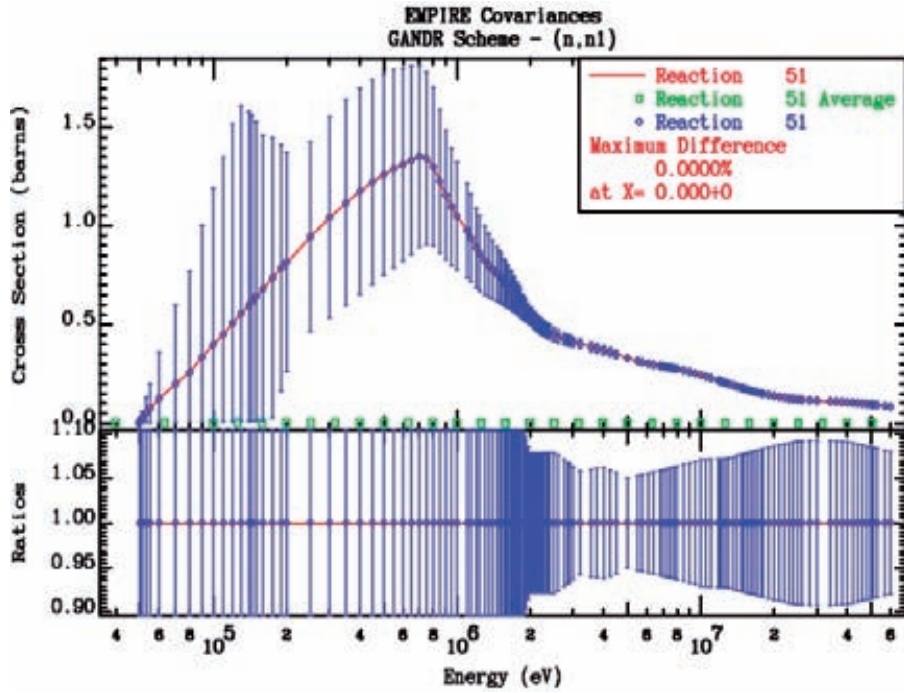 EMPIRE Covariances
GANDR Scheme - (n,n1)
Reaction 51
Reaction 51 Average
Reaction 51
Maximum Difference
0.0000%
at X= 0.000+0
Cross Section (barns)
1.5
1.0
0.5
0.0
Ratios
1.10
1.05
1.00
0.95
0.90
4 6 8 10^5 2 4 6 8 10^6 2 4 6 8 10^7 2 4 6
Energy (eV)